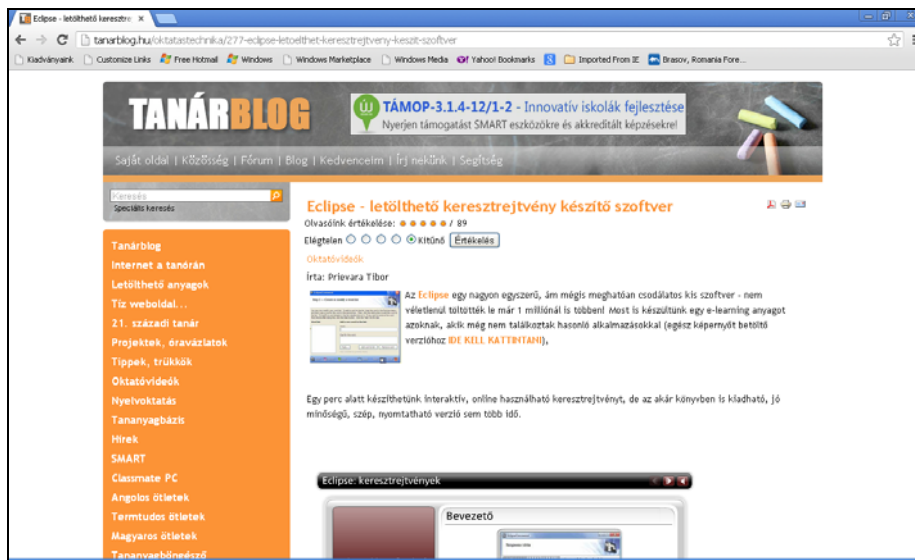 Eclipse - letölthető keresztre
tanarblog.hu/oktatastechnika/277-eclipse-letoelthet-keresztrejtveny-keszit-szoftver
Kiadványaink Customize Links Free Hotmail Windows Windows Marketplace Windows Media Yahoo! Bookmarks Imported From IE Brasov, Romania Fore...
TANÁRBLOG
ÚJ
TÁMOP-3.1.4-12/1-2 - Innovatív iskolák fejlesztése
Nyerjen támogatást SMART eszközökre és akkreditált képzésekre!
Saját oldal | Közösség | Fórum | Blog | Kedvenceim | Írj nekünk | Segítség
Keresés
Speciális keresés
Tanárblog
Internet a tanórán
Letölthető anyagok
Tíz weboldal...
21. századi tanár
Projektek, óravázlatok
Tippek, trükkök
Oktatóvideók
Nyelvoktatás
Tananyagbázis
Hírek
SMART
Classmate PC
Angolos ötletek
Termtudos ötletek
Magyaros ötletek
Tananyagböngésző
Eclipse - letölthető keresztrejtvény készítő szoftver
Olvasóink értékelése: / 89
Elégtelen Kitűnő Értékelés
Oktatóvideók
Írta: Prievara Tibor
Az Eclipse egy nagyon egyszerű, ám mégis meghatóan csodálatos kis szoftver - nem
véletlenül töltötték le már 1 milliónál is többen! Most is készültunk egy e-learning anyagot
azoknak, akik még nem találkoztak hasonló alkalmazásokkal (egész képernyőt betöltő
verzióhoz IDE KELL KATTINTANI),
Egy perc alatt készíthetünk interaktív, online használható keresztrejtvényt, de az akár könyvben is kiadható, jó
minőségű, szép, nyomtatható verzió sem több idő.
Eclipse: keresztrejtvények
Bevezető